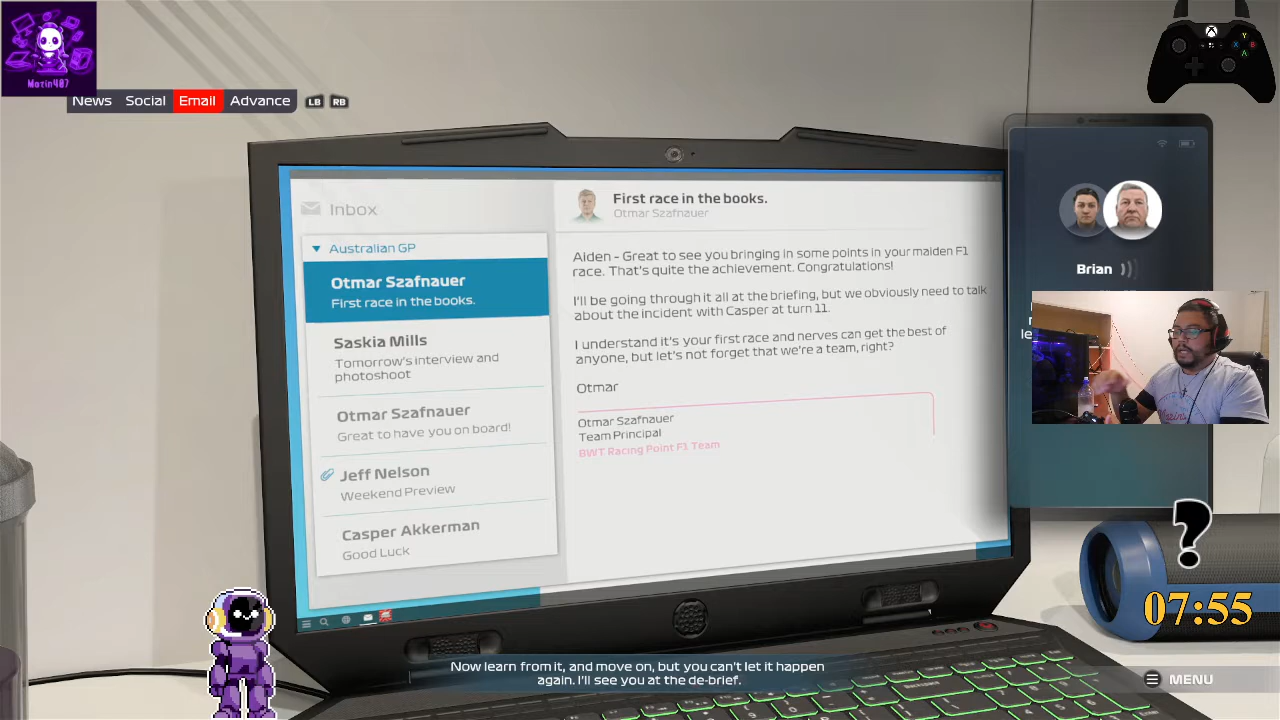 Mazin487
News Social Email Advance LB RB
Inbox
Australian GP
Otmar Szafnauer
First race in the books.
Saskia Mills
Tomorrow's interview and
photoshoot
Otmar Szafnauer
Great to have you on board!
Jeff Nelson
Weekend Preview
Casper Akkerman
Good Luck
First race in the books.
Otmar Szafnauer
Aiden - Great to see you bringing in some points in your maiden F1
race. That's quite the achievement. Congratulations!
I'll be going through it all at the briefing, but we obviously need to talk
about the incident with Casper at turn 11.
I understand it's your first race and nerves can get the best of
anyone, but let's not forget that we're a team, right?
Otmar
Otmar Szafnauer
Team Principal
BWT Racing Point F1 Team
Brian
?
07:55
Now learn from it, and move on, but you can't let it happen
again. I'll see you at the de-brief.
MENU